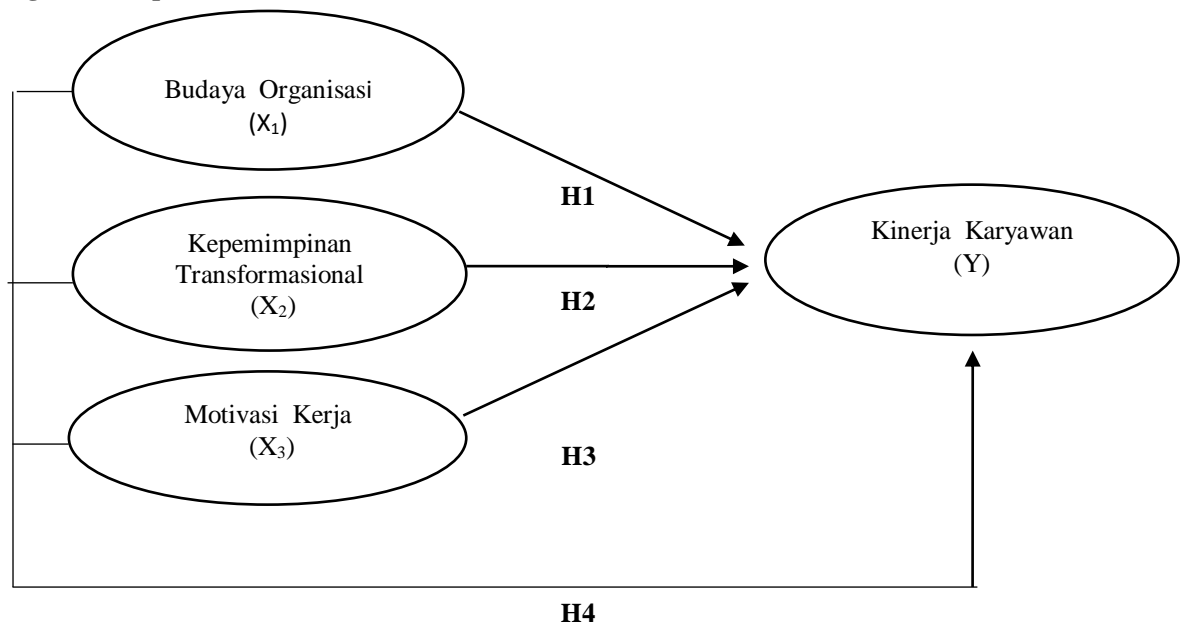 Budaya Organisasi
(X₁)
H1
Kepemimpinan
Transformasional
(X₂)
H2
Kinerja Karyawan
(Y)
Motivasi Kerja
(X₃)
H3
H4